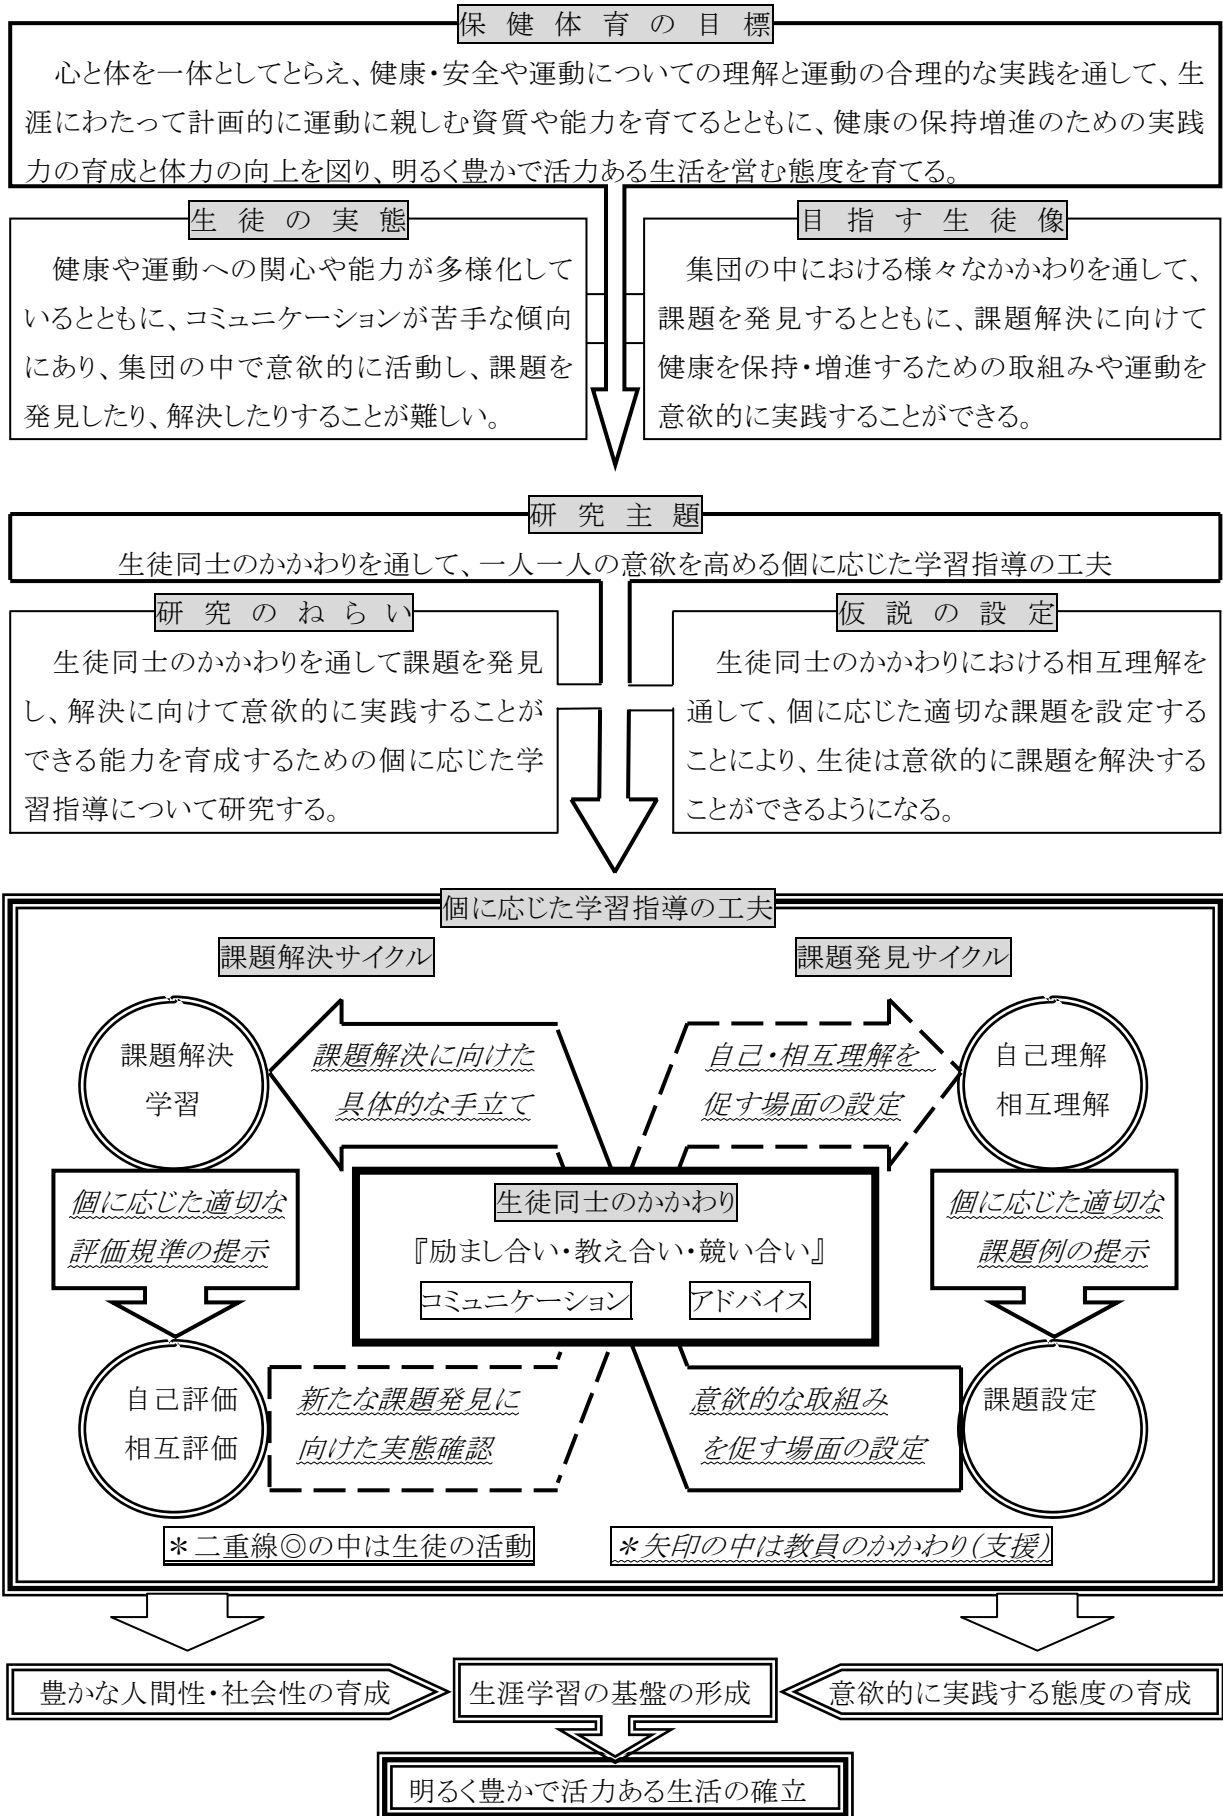 保健体育の目標
心と体を一体としてとらえ、健康・安全や運動についての理解と運動の合理的な実践を通して、生
涯にわたって計画的に運動に親しむ資質や能力を育てるとともに、健康の保持増進のための実践
力の育成と体力の向上を図り、明るく豊かで活力ある生活を営む態度を育てる。
生徒の実態
健康や運動への関心や能力が多様化して
いるとともに、コミュニケーションが苦手な傾向
にあり、集団の中で意欲的に活動し、課題を
発見したり、解決したりすることが難しい。
目指す生徒像
集団の中における様々なかかわりを通して、
課題を発見するとともに、課題解決に向けて
健康を保持・増進するための取組みや運動を
意欲的に実践することができる。
研究主題
生徒同士のかかわりを通して、一人一人の意欲を高める個に応じた学習指導の工夫
研究のねらい
生徒同士のかかわりを通して課題を発見
し、解決に向けて意欲的に実践することが
できる能力を育成するための個に応じた学
習指導について研究する。
仮説の設定
生徒同士のかかわりにおける相互理解を
通して、個に応じた適切な課題を設定する
ことにより、生徒は意欲的に課題を解決する
ことができるようになる。
個に応じた学習指導の工夫
課題解決サイクル
課題発見サイクル
課題解決
学習
課題解決に向けた
具体的な手立て
自己・相互理解を
促す場面の設定
自己理解
相互理解
個に応じた適切な
評価規準の提示
生徒同士のかかわり
『励まし合い・教え合い・競い合い』
コミュニケーション
アドバイス
個に応じた適切な
課題例の提示
自己評価
相互評価
新たな課題発見に
向けた実態確認
意欲的な取組み
を促す場面の設定
課題設定
＊二重線◎の中は生徒の活動
＊矢印の中は教員のかかわり(支援)
豊かな人間性・社会性の育成
生涯学習の基盤の形成
意欲的に実践する態度の育成
明るく豊かで活力ある生活の確立